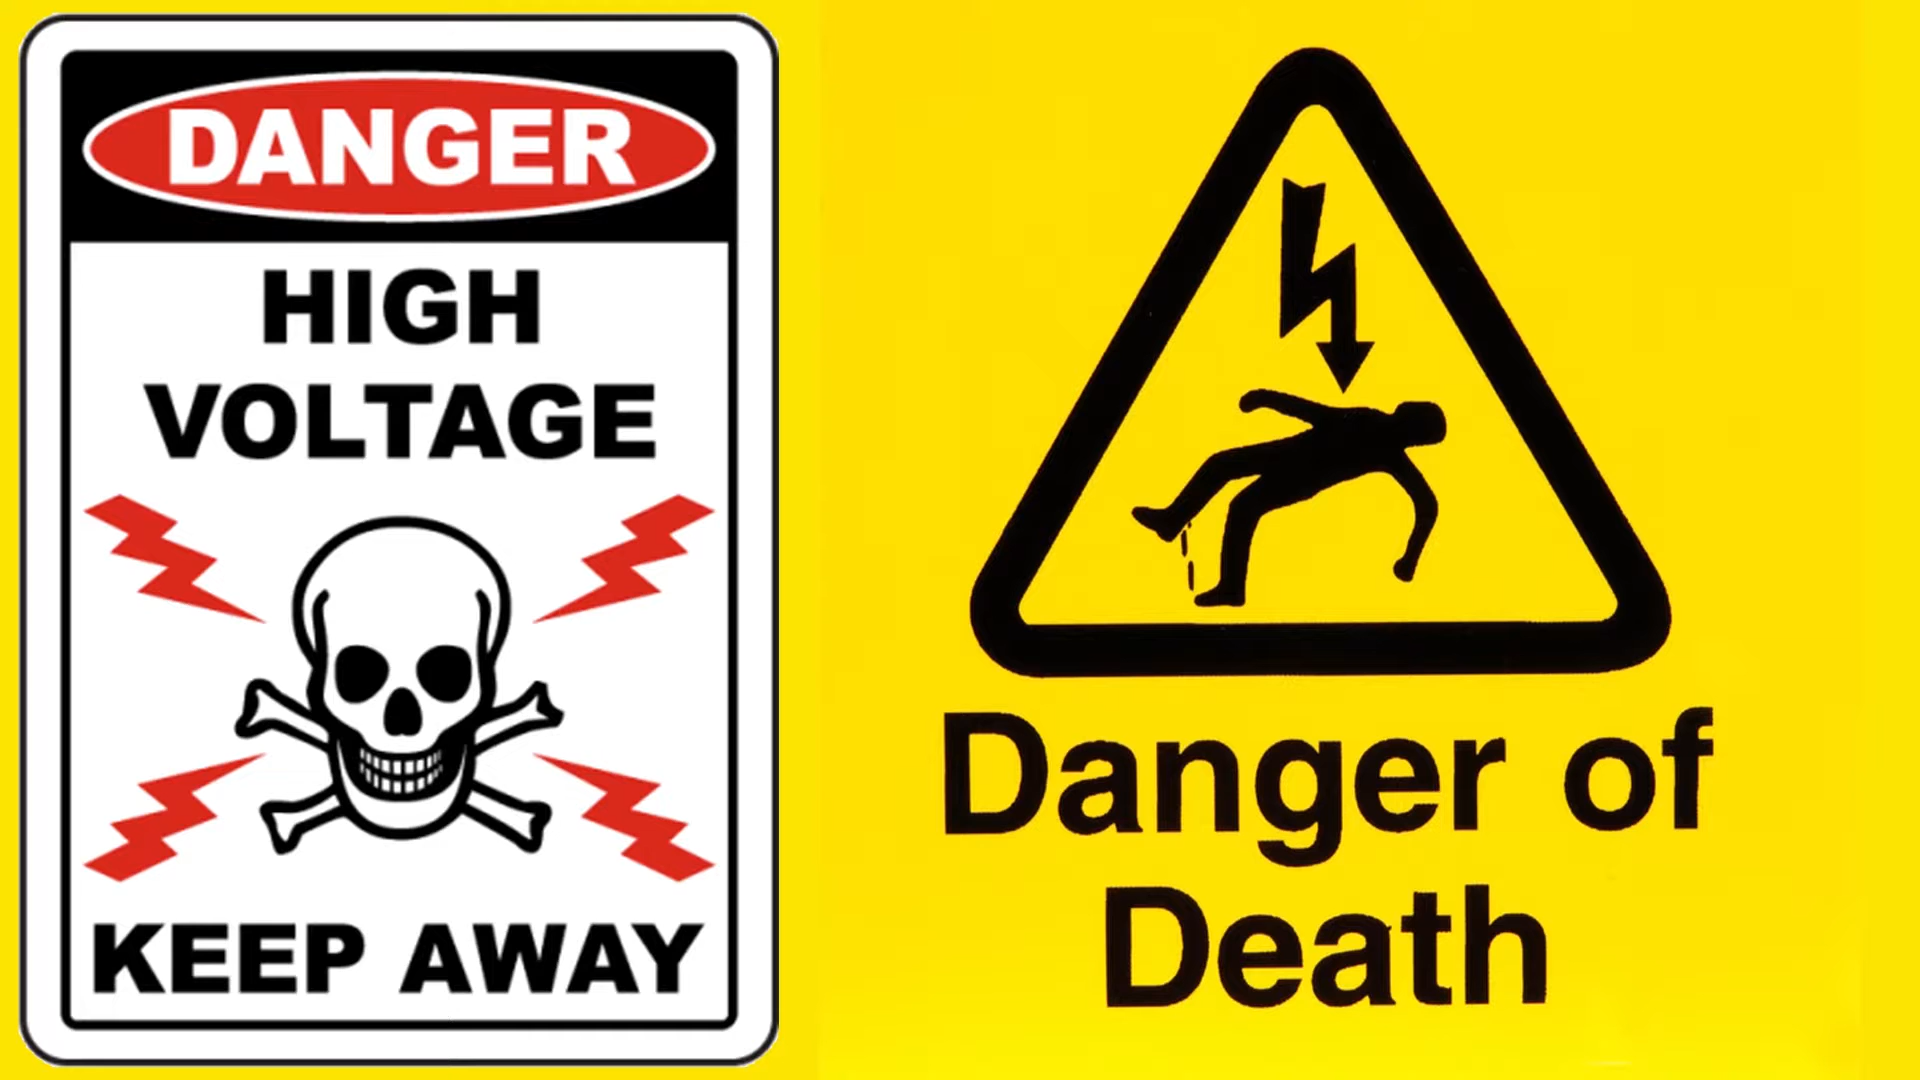 DANGER
HIGH
VOLTAGE
KEEP AWAY
Danger of
Death